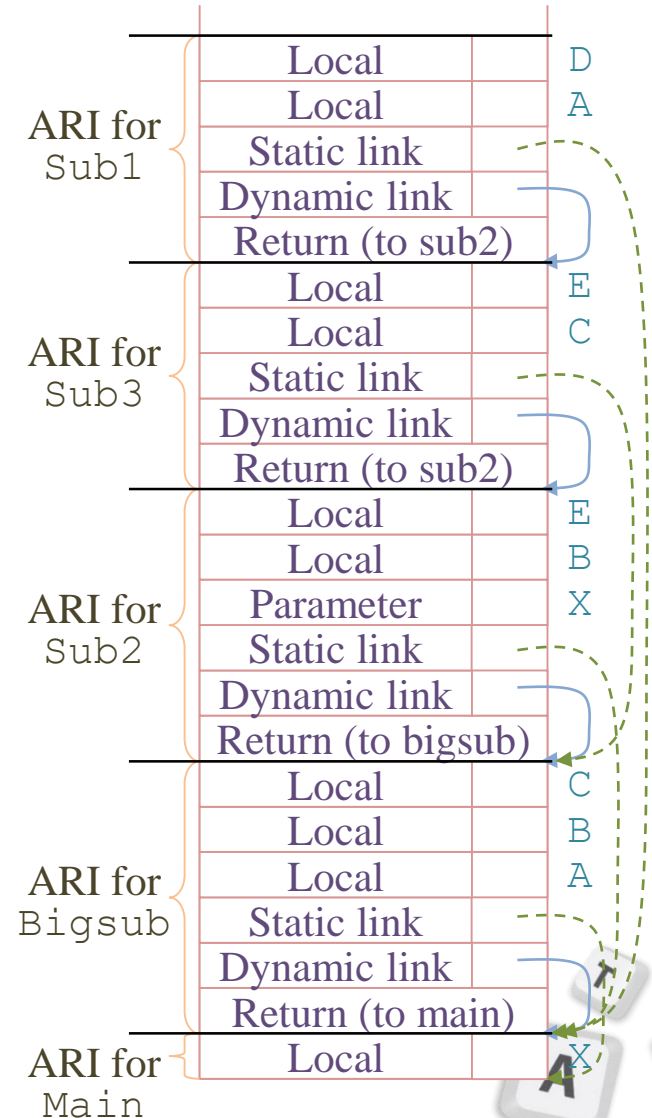 Local D
Local A
ARI for
Sub1
Static link
Dynamic link
Return (to sub2)
Local E
Local C
ARI for
Sub3
Static link
Dynamic link
Return (to sub2)
Local E
Local B
Parameter X
ARI for
Sub2
Static link
Dynamic link
Return (to bigsub)
Local C
Local B
Local A
ARI for
Bigsub
Static link
Dynamic link
Return (to main)
Local X
ARI for
Main
A